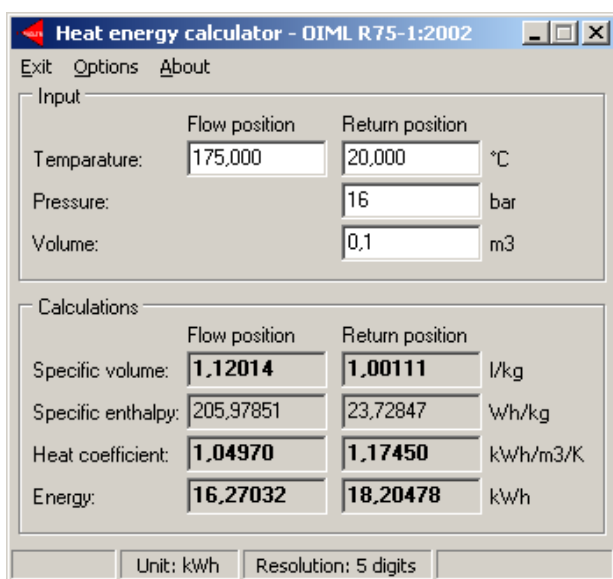 Heat energy calculator - OIML R75-1:2002
Exit Options About
Input
Flow position Return position
Temparature: 175,000 20,000 °C
Pressure: 16 bar
Volume: 0,1 m3
Calculations
Flow position Return position
Specific volume: 1,12014 1,00111 l/kg
Specific enthalpy: 205,97851 23,72847 Wh/kg
Heat coefficient: 1,04970 1,17450 kWh/m3/K
Energy: 16,27032 18,20478 kWh
Unit: kWh Resolution: 5 digits